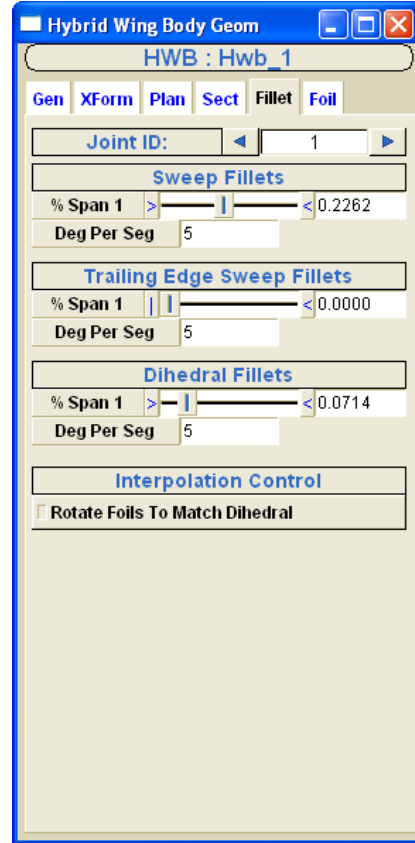 Hybrid Wing Body Geom
HWB : Hwb_1
Gen XForm Plan Sect Fillet Foil
Joint ID: 1
Sweep Fillets
% Span 1 > < 0.2262
Deg Per Seg 5
Trailing Edge Sweep Fillets
% Span 1 | < 0.0000
Deg Per Seg 5
Dihedral Fillets
% Span 1 > < 0.0714
Deg Per Seg 5
Interpolation Control
Rotate Foils To Match Dihedral